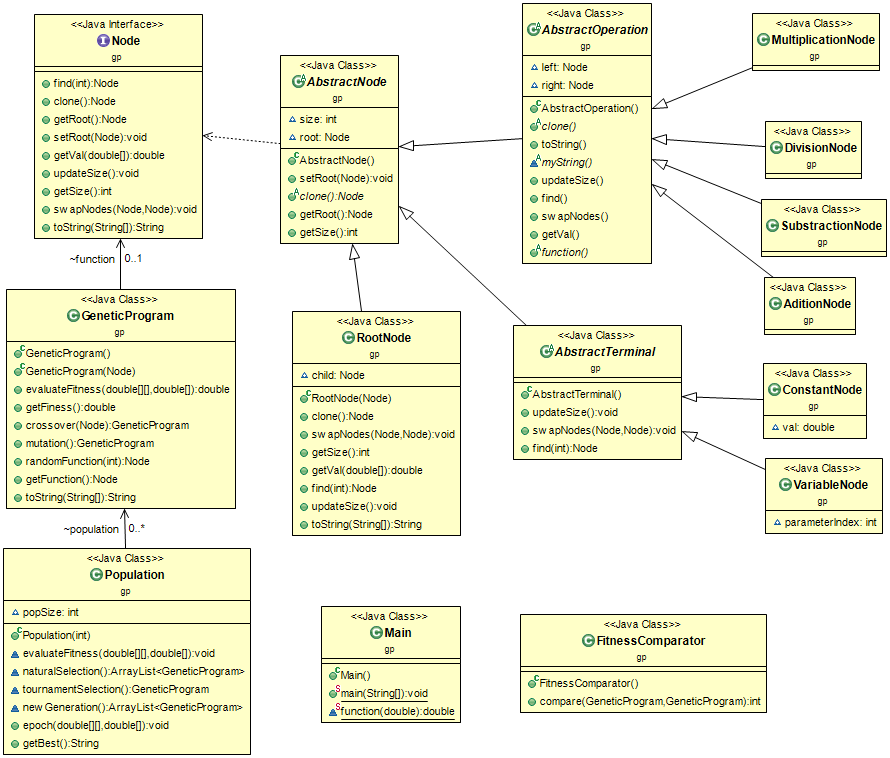 <<Java Interface>>
Node
gp
find(int):Node
clone():Node
getRoot():Node
setRoot(Node):void
getVal(double[]):double
updateSize():void
getSize():int
swapNodes(Node,Node):void
toString(String[]):String
~function 0..1
<<Java Class>>
GeneticProgram
gp
GeneticProgram()
GeneticProgram(Node)
evaluateFitness(double[][],double[]):double
getFiness():double
crossover(Node):GeneticProgram
mutation():GeneticProgram
randomFunction(int):Node
getFunction():Node
toString(String[]):String
~population 0..*
<<Java Class>>
Population
gp
popSize: int
Population(int)
evaluateFitness(double[][],double[]):void
naturalSelection():ArrayList<GeneticProgram>
tournamentSelection():GeneticProgram
newGeneration():ArrayList<GeneticProgram>
epoch(double[][],double[]):void
getBest():String
<<Java Class>>
AbstractNode
gp
size: int
root: Node
AbstractNode()
setRoot(Node):void
clone():Node
getRoot():Node
getSize():int
<<Java Class>>
RootNode
gp
child: Node
RootNode(Node)
clone():Node
swapNodes(Node,Node):void
getSize():int
getVal(double[]):double
find(int):Node
updateSize():void
toString(String[]):String
<<Java Class>>
Main
gp
Main()
main(String[]):void
function(double):double
<<Java Class>>
AbstractOperation
gp
left: Node
right: Node
AbstractOperation()
clone()
toString()
myString()
updateSize()
find()
swapNodes()
getVal()
function()
<<Java Class>>
AbstractTerminal
gp
AbstractTerminal()
updateSize():void
swapNodes(Node,Node):void
find(int):Node
<<Java Class>>
FitnessComparator
gp
FitnessComparator()
compare(GeneticProgram,GeneticProgram):int
<<Java Class>>
MultiplicationNode
gp
<<Java Class>>
DivisionNode
gp
<<Java Class>>
SubstractionNode
gp
<<Java Class>>
AditionNode
gp
<<Java Class>>
ConstantNode
gp
val: double
<<Java Class>>
VariableNode
gp
parameterIndex: int